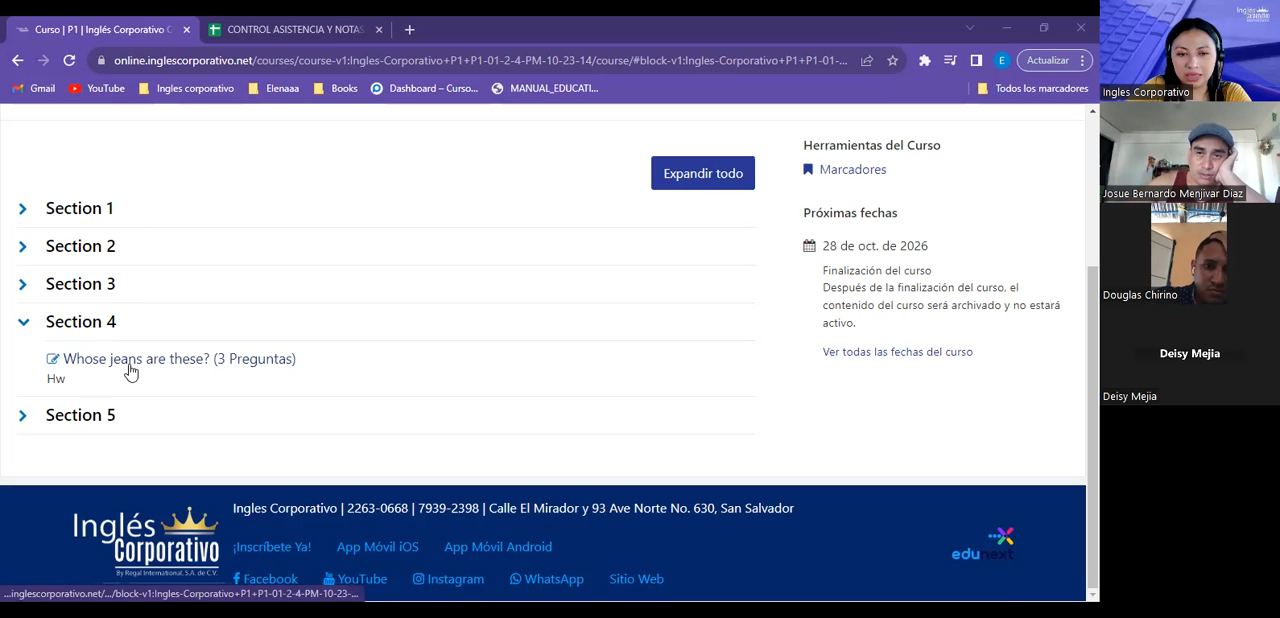 Curso | P1 | Inglés Corporativo C
CONTROL ASISTENCIA Y NOTAS
online.inglescorporativo.net/courses/course-v1:Ingles-Corporativo+P1+P1-01-2-4-PM-10-23-14/course/#block-v1:Ingles-Corporativo+P1+P1-01-...
E
Actualizar
Gmail
YouTube
Ingles corporativo
Elenaaa
Books
Dashboard – Curso...
MANUAL_EDUCATI...
Todos los marcadores
Expandir todo
Section 1
Section 2
Section 3
Section 4
Whose jeans are these? (3 Preguntas)
Hw
Section 5
Herramientas del Curso
Marcadores
Próximas fechas
28 de oct. de 2026
Finalización del curso
Después de la finalización del curso, el
contenido del curso será archivado y no estará
activo.
Ver todas las fechas del curso
Inglés
Corporativo
By Regal International, S.A. de C.V.
Ingles Corporativo | 2263-0668 | 7939-2398 | Calle El Mirador y 93 Ave Norte No. 630, San Salvador
¡Inscríbete Ya!
App Móvil iOS
App Móvil Android
Facebook
YouTube
Instagram
WhatsApp
Sitio Web
edunext
...inglescorporativo.net/.../block-v1:Ingles-Corporativo+P1+P1-01-2-4-PM-10-23-...
Inglés
Corporativo
Ingles Corporativo
Josue Bernardo Menjivar Diaz
Douglas Chirino
Deisy Mejia
Deisy Mejia